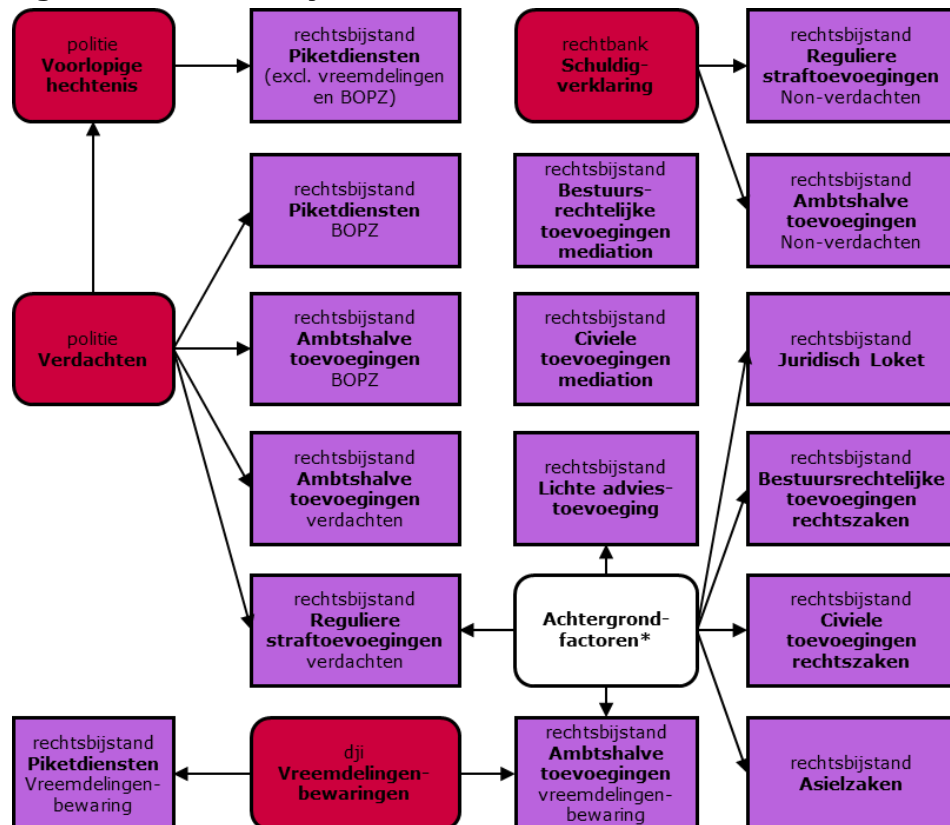 politie
Voorlopige
hechtenis
rechtsbijstand
Piketdiensten
(excl. vreemdelingen
en BOPZ)
rechtbank
Schuldig-
verklaring
rechtsbijstand
Reguliere
straftoevoegingen
Non-verdachten
rechtsbijstand
Piketdiensten
BOPZ
rechtsbijstand
Bestuurs-
rechtelijke
toevoegingen
mediation
rechtsbijstand
Ambtshalve
toevoegingen
Non-verdachten
politie
Verdachten
rechtsbijstand
Ambtshalve
toevoegingen
BOPZ
rechtsbijstand
Civiele
toevoegingen
mediation
rechtsbijstand
Juridisch Loket
rechtsbijstand
Ambtshalve
toevoegingen
verdachten
rechtsbijstand
Lichte advies-
toevoeging
rechtsbijstand
Bestuursrechtelijke
toevoegingen
rechtszaken
rechtsbijstand
Reguliere
straftoevoegingen
verdachten
Achtergrond-
factoren*
rechtsbijstand
Civiele
toevoegingen
rechtszaken
rechtsbijstand
Piketdiensten
Vreemdelingen-
bewaring
dji
Vreemdelingen-
bewaringen
rechtsbijstand
Ambtshalve
toevoegingen
vreemdelingen-
bewaring
rechtsbijstand
Asielzaken